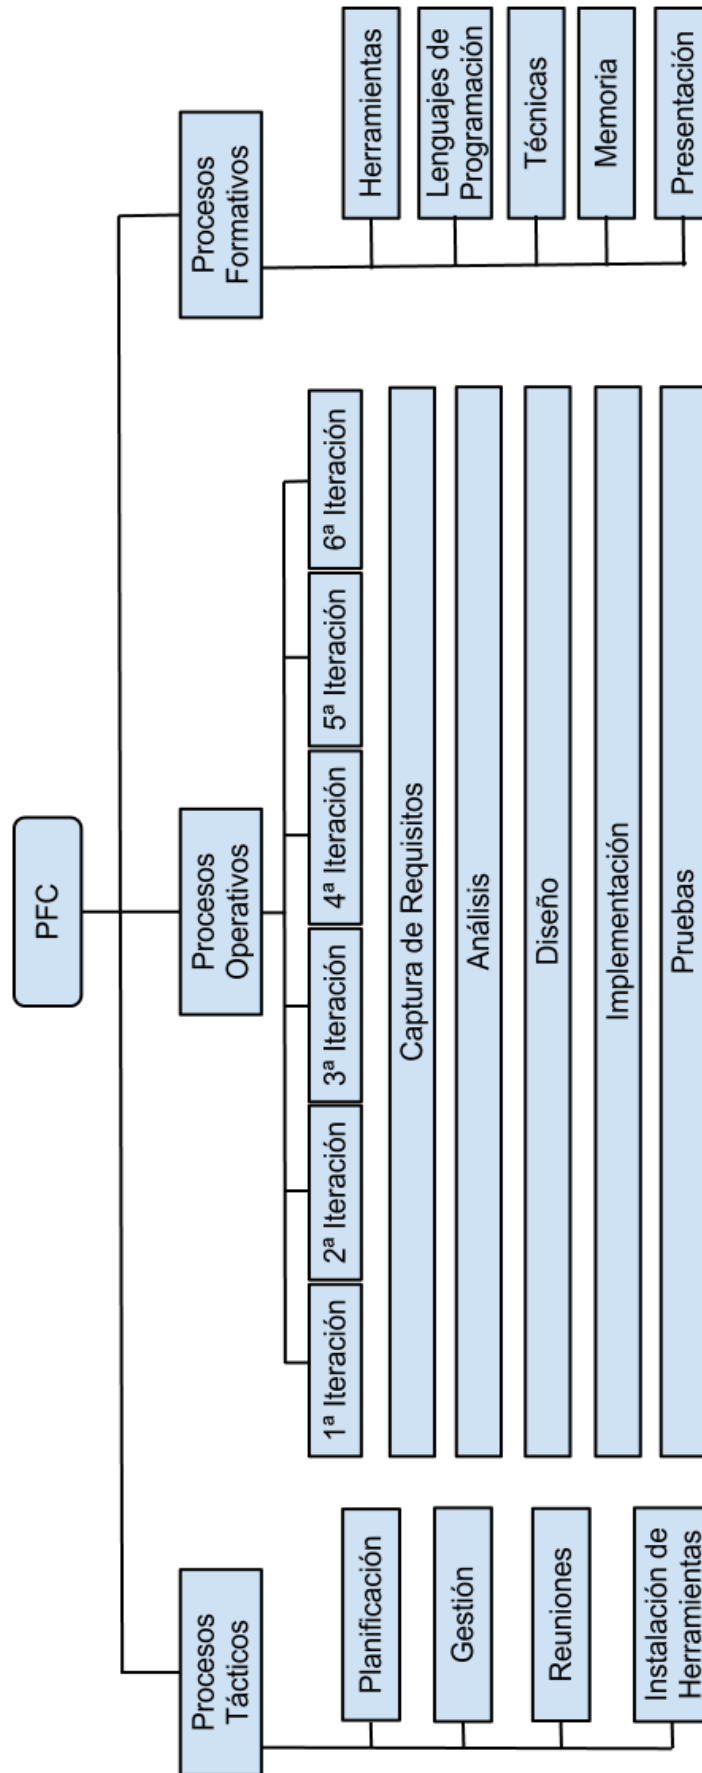 PFC
Procesos
Tácticos
Procesos
Operativos
Procesos
Formativos
Planificación
Gestión
Reuniones
Instalación de
Herramientas
1ª Iteración
2ª Iteración
3ª Iteración
4ª Iteración
5ª Iteración
6ª Iteración
Captura de Requisitos
Análisis
Diseño
Implementación
Pruebas
Herramientas
Lenguajes de
Programación
Técnicas
Memoria
Presentación